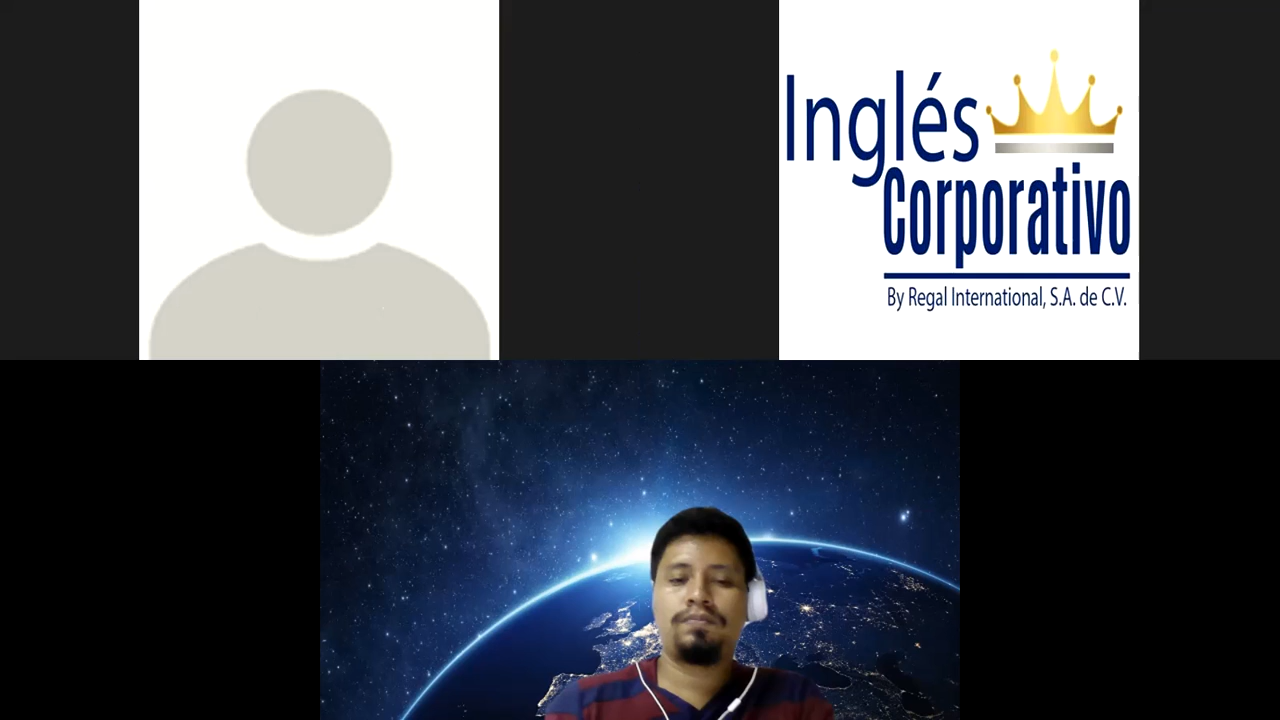 Inglés
Corporativo
By Regal International, S.A. de C.V.